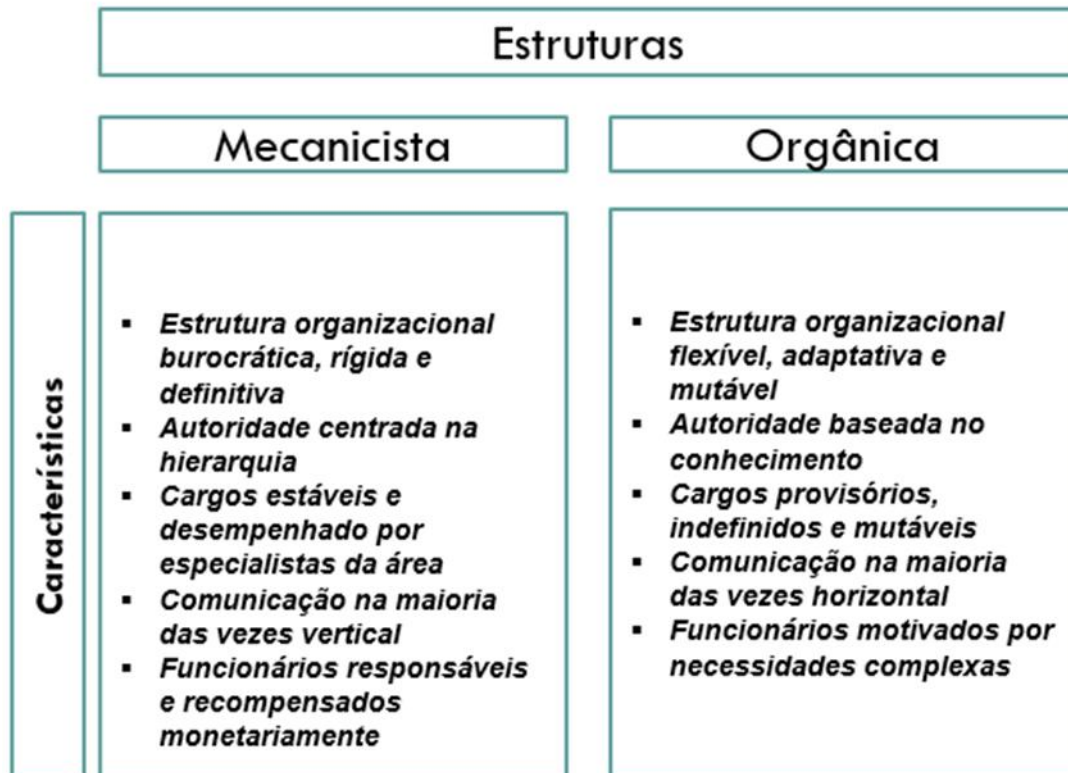 Estruturas
Mecanicista
Orgânica
Características
▪ Estrutura organizacional
burocrática, rígida e
definitiva
▪ Autoridade centrada na
hierarquia
▪ Cargos estáveis e
desempenhado por
especialistas da área
▪ Comunicação na maioria
das vezes vertical
▪ Funcionários responsáveis
e recompensados
monetariamente
▪ Estrutura organizacional
flexível, adaptativa e
mutável
▪ Autoridade baseada no
conhecimento
▪ Cargos provisórios,
indefinidos e mutáveis
▪ Comunicação na maioria
das vezes horizontal
▪ Funcionários motivados por
necessidades complexas